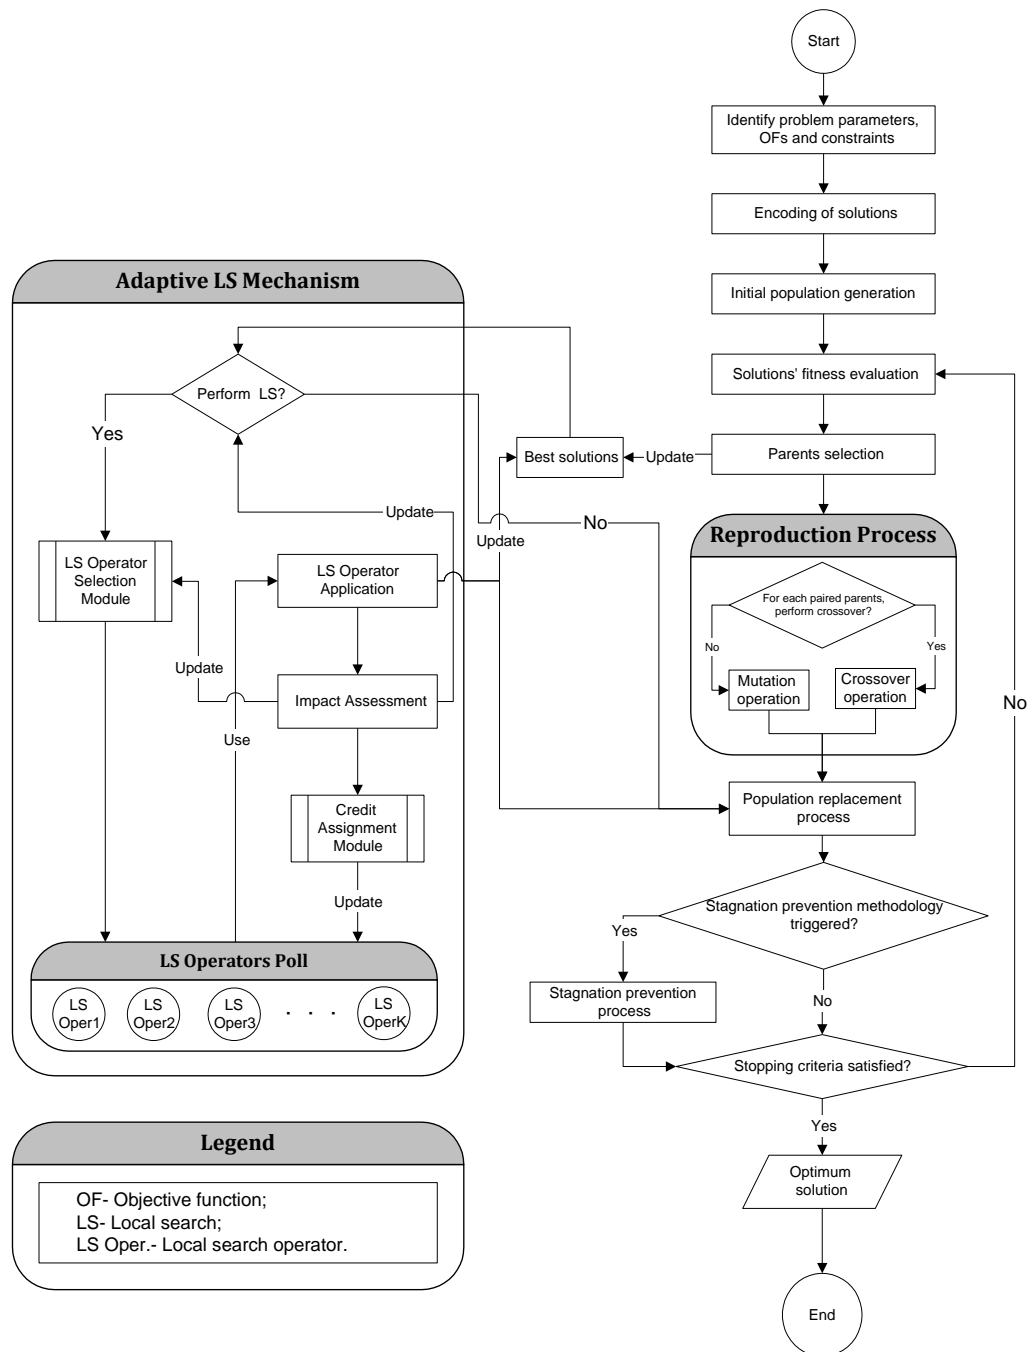 Start
Identify problem parameters,
OFs and constraints
Encoding of solutions
Initial population generation
Solutions' fitness evaluation
Parents selection
Update
Best solutions
Adaptive LS Mechanism
Perform LS?
Yes
No
Update
Update
LS Operator
Selection
Module
LS Operator
Application
Update
Impact Assessment
Use
Credit
Assignment
Module
Update
LS Operators Poll
LS
Oper1
LS
Oper2
LS
Oper3
. . .
LS
OperK
Reproduction Process
For each paired parents,
perform crossover?
No
Yes
Mutation
operation
Crossover
operation
No
Population replacement
process
Stagnation prevention methodology
triggered?
Yes
Stagnation prevention
process
No
Stopping criteria satisfied?
Yes
Optimum
solution
End
Legend
OF- Objective function;
LS- Local search;
LS Oper.- Local search operator.